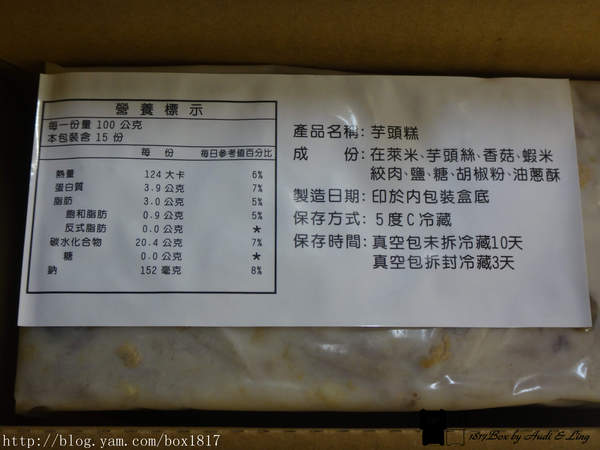 營養標示
每一份量 100 公克
本包裝含 15 份
每 份 每日參考值百分比
熱量 124 大卡 6%
蛋白質 3.9 公克 7%
脂肪 3.0 公克 5%
飽和脂肪 0.9 公克 5%
反式脂肪 0.0 公克 *
碳水化合物 20.4 公克 7%
糖 0.0 公克 *
鈉 152 毫克 8%
產品名稱: 芋頭糕
成 份: 在萊米、芋頭絲、香菇、蝦米
絞肉、鹽、糖、胡椒粉、油蔥酥
製造日期: 印於內包裝盒底
保存方式: 5度C冷藏
保存時間: 真空包未拆冷藏10天
真空包拆封冷藏3天
http://blog.yam.com/box1817
1817Box by Audi & Ling